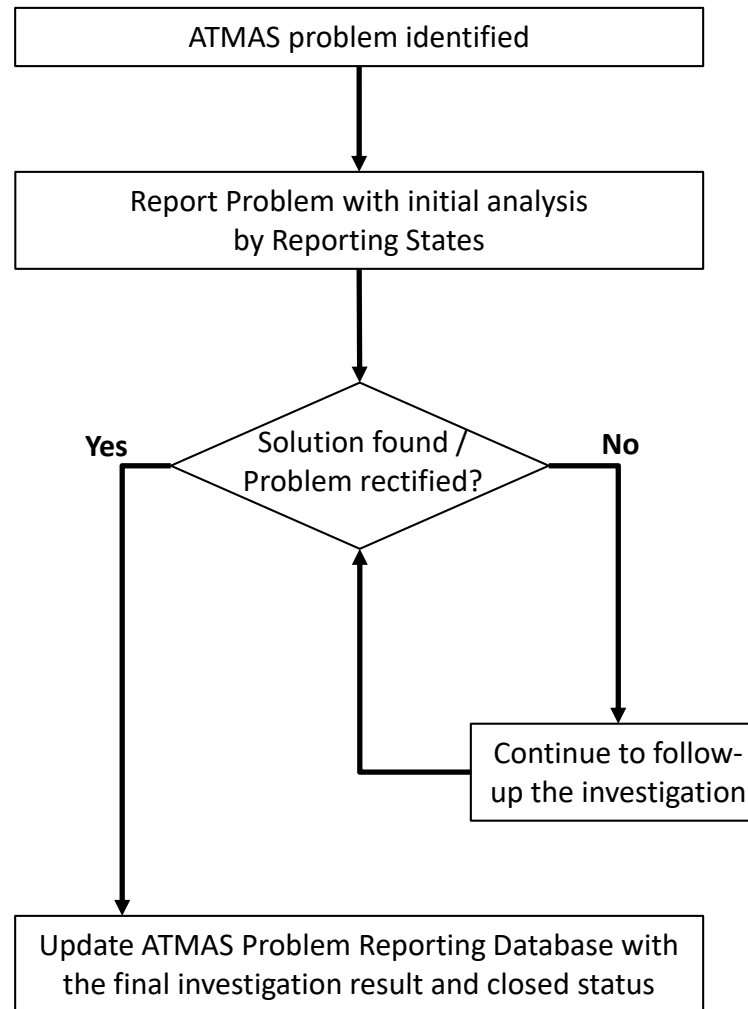 ATMAS problem identified
Report Problem with initial analysis
by Reporting States
Solution found /
Problem rectified?
Yes
No
Continue to follow-
up the investigation
Update ATMAS Problem Reporting Database with
the final investigation result and closed status